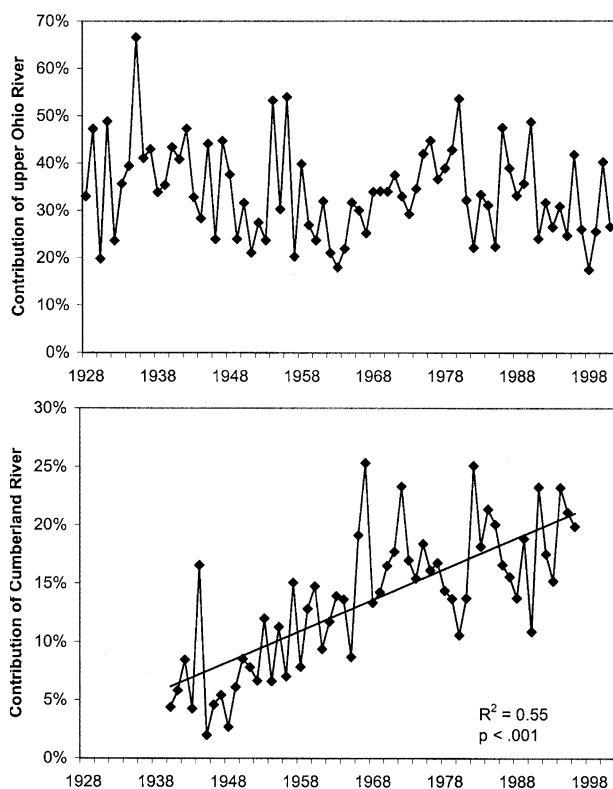 70%
60%
50%
40%
30%
20%
10%
0%
Contribution of upper Ohio River
1928 1938 1948 1958 1968 1978 1988 1998
30%
25%
20%
15%
10%
5%
0%
Contribution of Cumberland River
R² = 0.55
p < .001
1928 1938 1948 1958 1968 1978 1988 1998